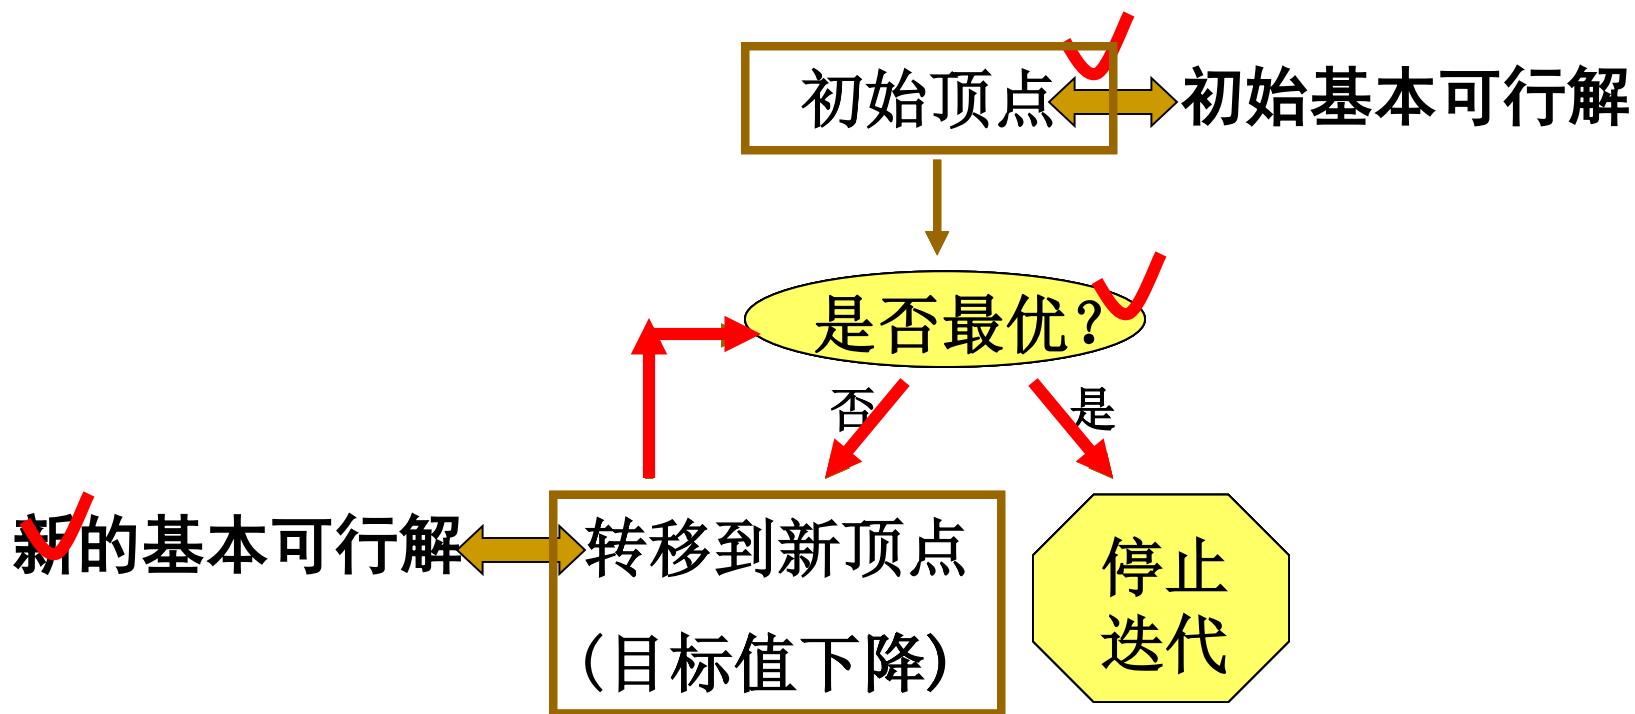 初始顶点
初始基本可行解
是否最优？
否
是
新的基本可行解
转移到新顶点
(目标值下降)
停止
迭代